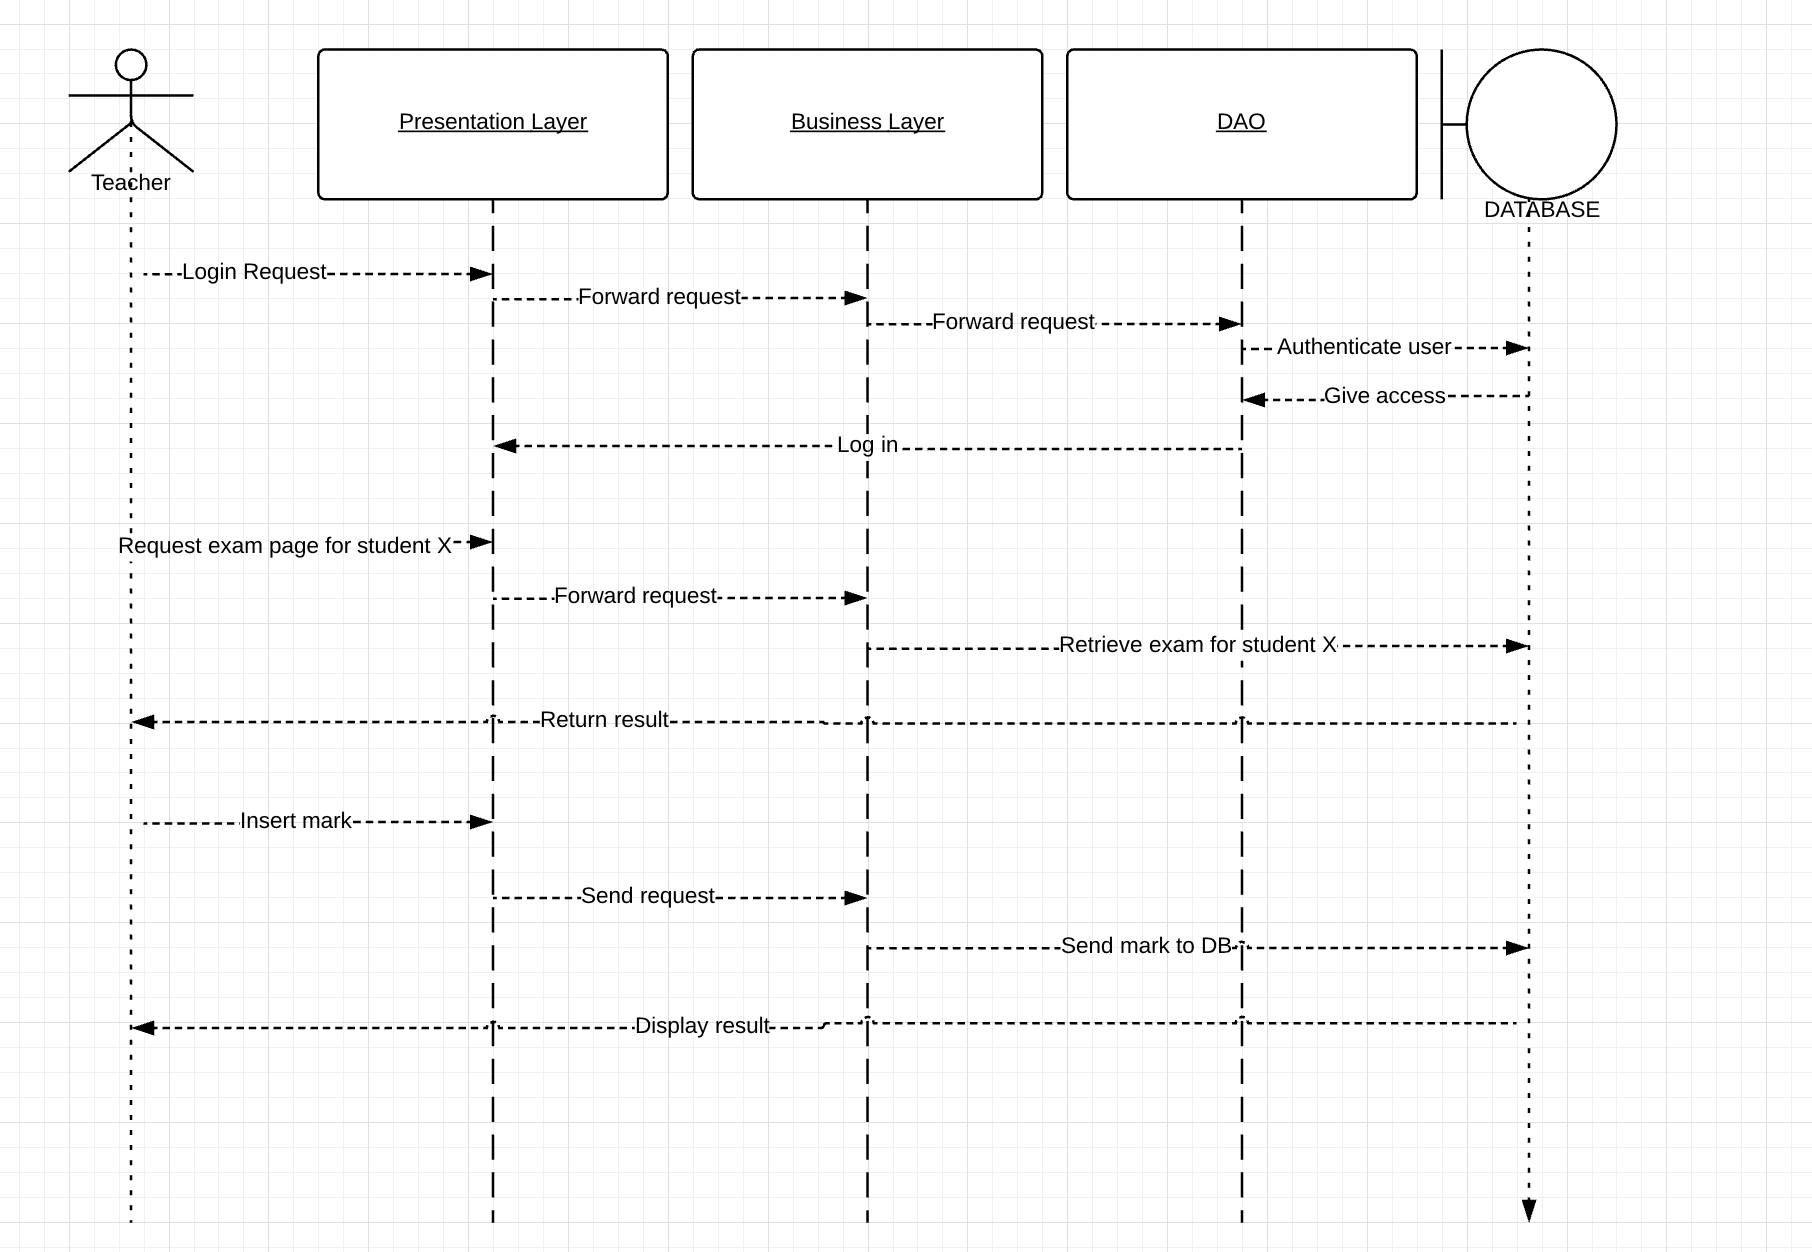 Presentation Layer
Business Layer
DAO
Teacher
DATABASE
Login Request
Forward request
Forward request
Authenticate user
Give access
Log in
Request exam page for student X
Forward request
Retrieve exam for student X
Return result
Insert mark
Send request
Send mark to DB
Display result